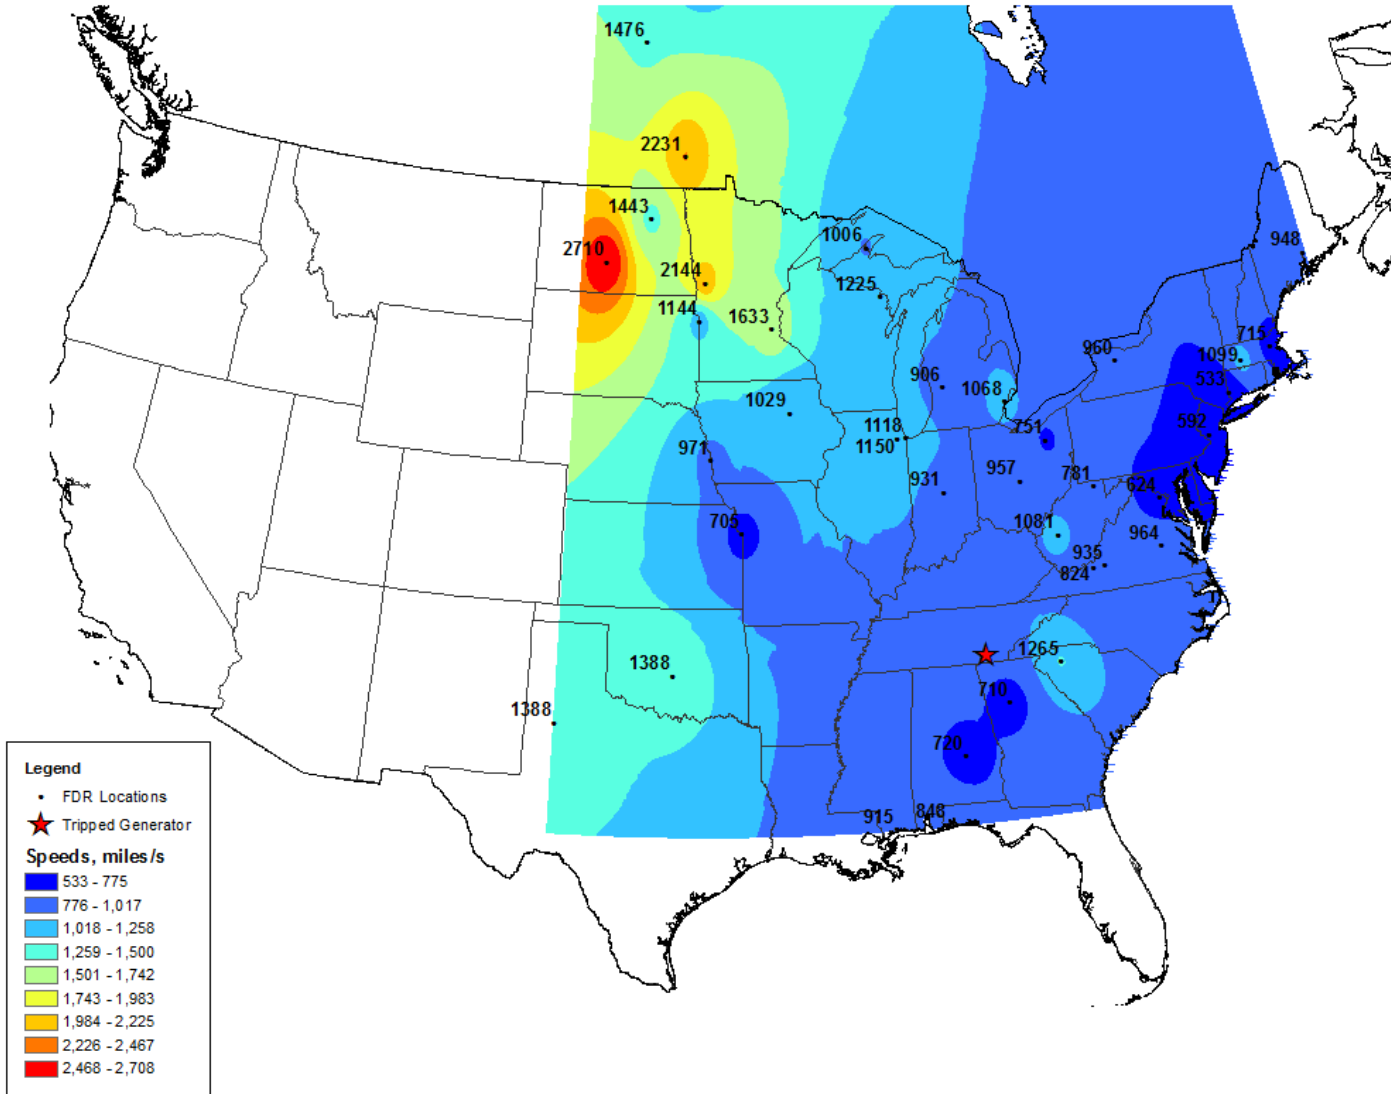 1476
2231
1443
2710
2144
1144
1633
1006
1225
948
960
715
1099
533
906
1068
1029
592
751
1118
1150
971
957
781
931
624
705
1081
964
935
824
1265
1388
710
1388
720
915
848
Legend
FDR Locations
Tripped Generator
Speeds, miles/s
533 - 775
776 - 1,017
1,018 - 1,258
1,259 - 1,500
1,501 - 1,742
1,743 - 1,983
1,984 - 2,225
2,226 - 2,467
2,468 - 2,708